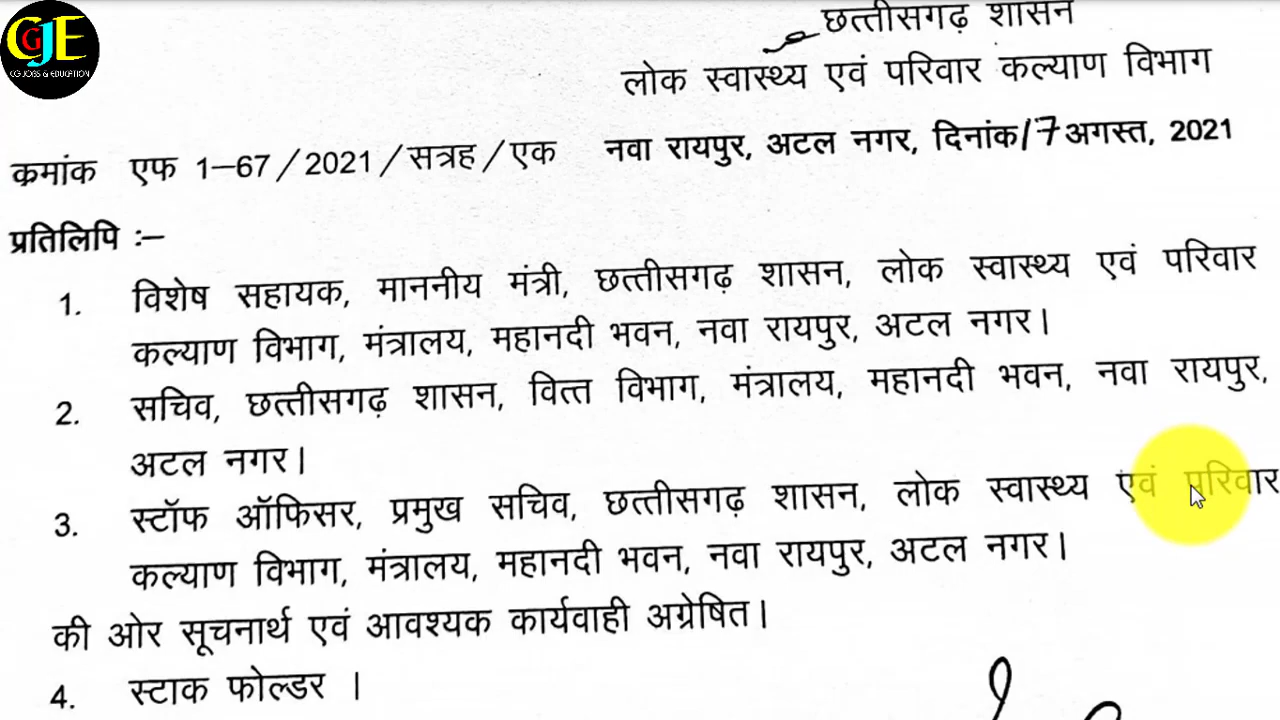 CGJE
CG JOBS & EDUCATION
छत्तीसगढ़ शासन
लोक स्वास्थ्य एवं परिवार कल्याण विभाग
कमांक एफ 1–67/2021/सत्रह/एक नवा रायपुर, अटल नगर, दिनांक/7 अगस्त, 2021
प्रतिलिपि :–
1. विशेष सहायक, माननीय मंत्री, छत्तीसगढ़ शासन, लोक स्वास्थ्य एवं परिवार
कल्याण विभाग, मंत्रालय, महानदी भवन, नवा रायपुर, अटल नगर।
2. सचिव, छत्तीसगढ़ शासन, वित्त विभाग, मंत्रालय, महानदी भवन, नवा रायपुर,
अटल नगर।
3. स्टॉफ ऑफिसर, प्रमुख सचिव, छत्तीसगढ़ शासन, लोक स्वास्थ्य एवं परिवार
कल्याण विभाग, मंत्रालय, महानदी भवन, नवा रायपुर, अटल नगर।
की ओर सूचनार्थ एवं आवश्यक कार्यवाही अग्रेषित।
4. स्टाक फोल्डर ।